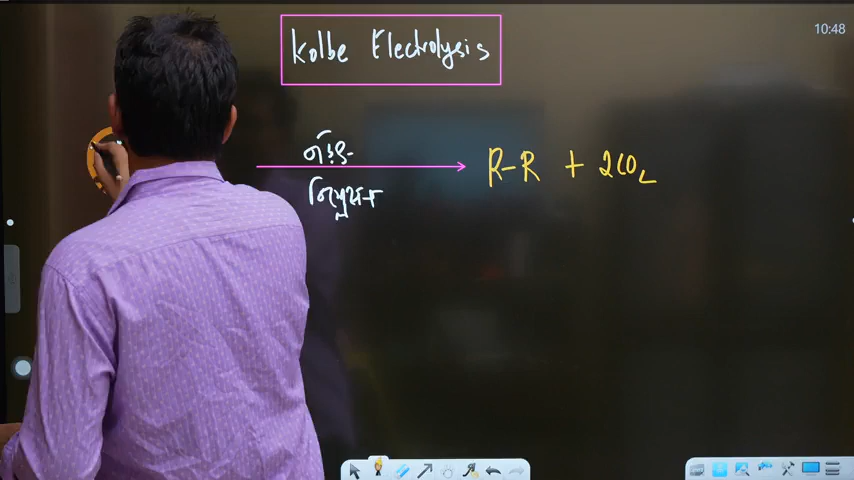 Kolbe Electrolysis
10:48
তড়িৎ
R-R + 2CO₂
বিশ্লেষণ